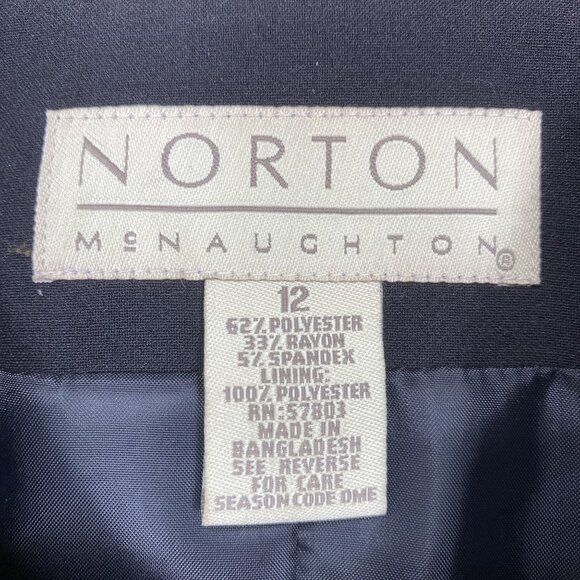 NORTON
McNAUGHTON®
12
62% POLYESTER
33% RAYON
5% SPANDEX
LINING:
100% POLYESTER
RN:57803
MADE IN
BANGLADESH
SEE REVERSE
FOR CARE
SEASON CODE DME